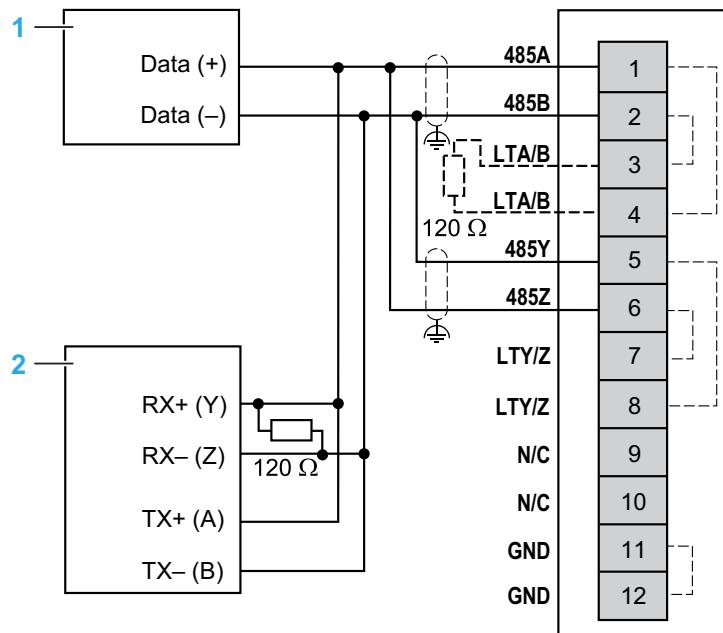 1
Data (+)
Data (–)
2
RX+ (Y)
RX– (Z)
120 Ω
TX+ (A)
TX– (B)
485A
485B
LTA/B
LTA/B
120 Ω
485Y
485Z
LTY/Z
LTY/Z
N/C
N/C
GND
GND
1
2
3
4
5
6
7
8
9
10
11
12